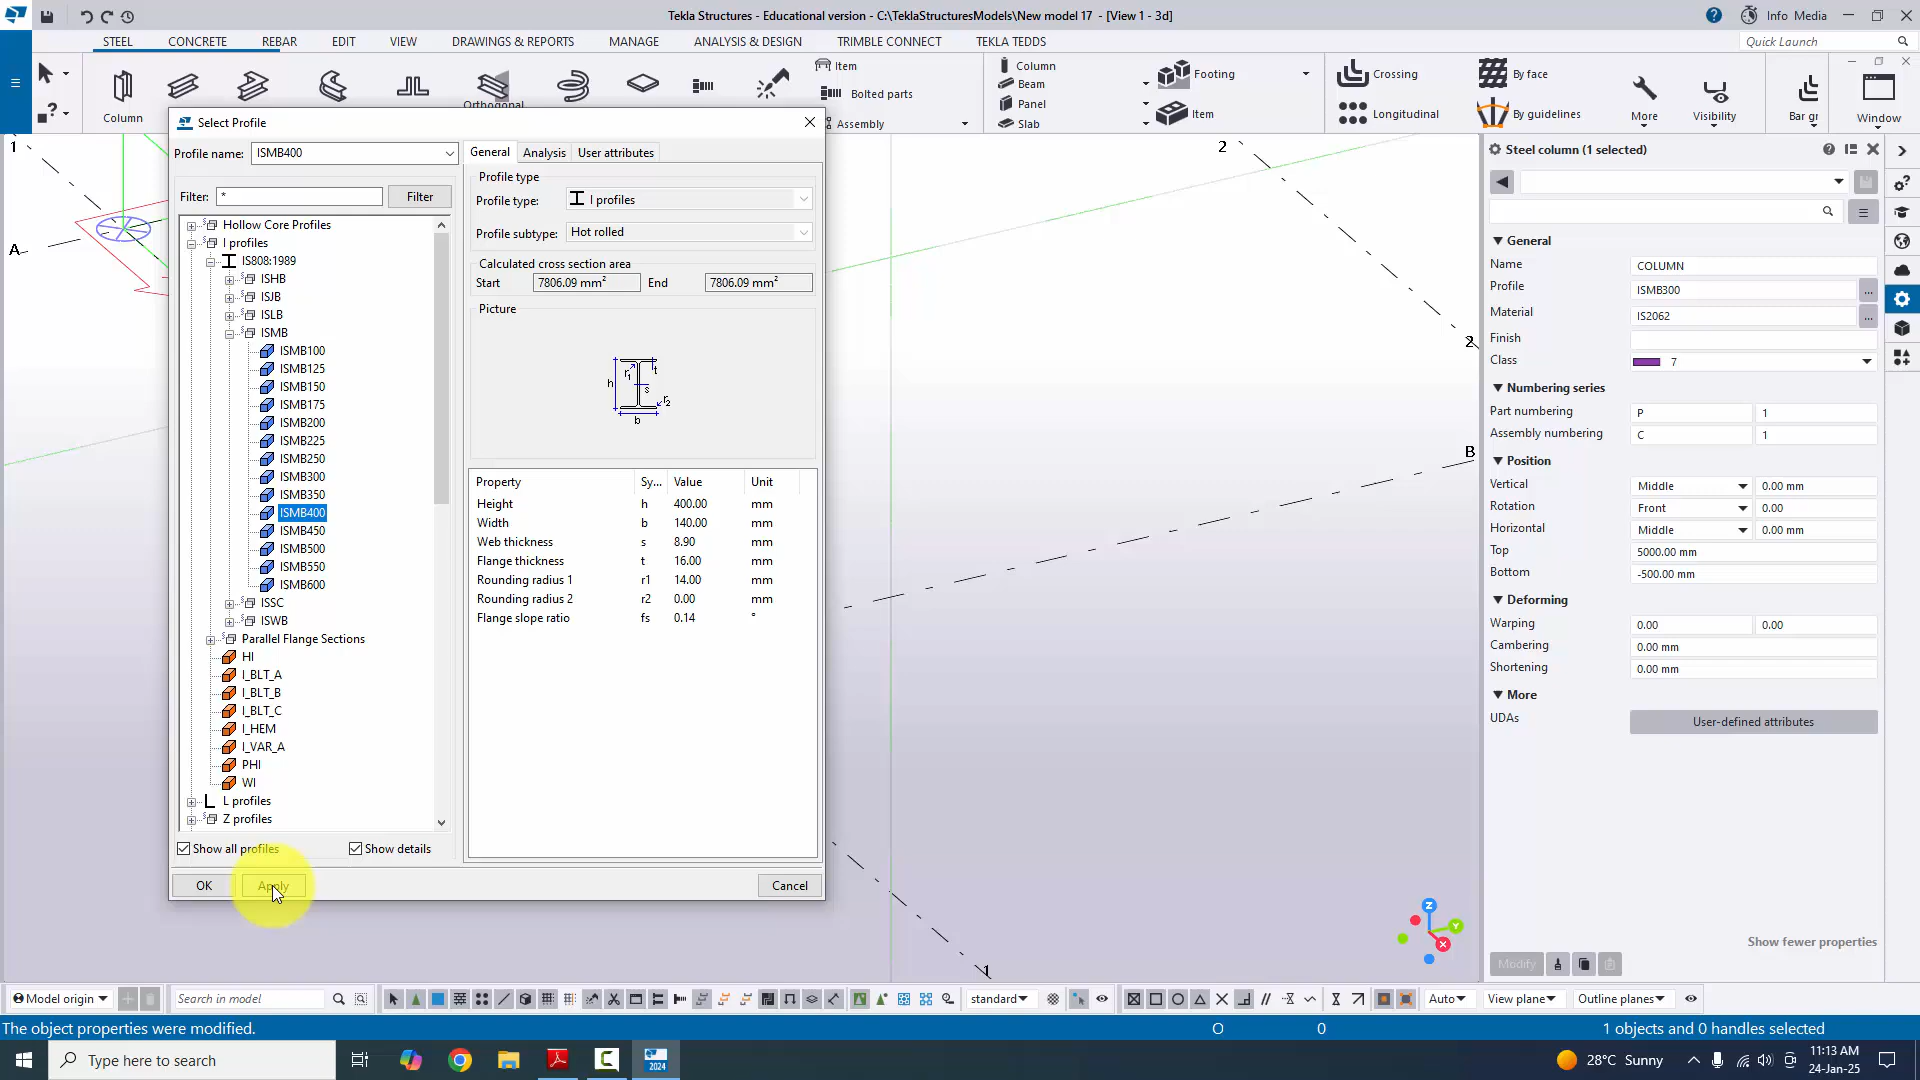 Tekla Structures - Educational version - C:\TeklaStructuresModels\New model 17 - [View 1 - 3d]
Info Media
STEEL CONCRETE REBAR EDIT VIEW DRAWINGS & REPORTS MANAGE ANALYSIS & DESIGN TRIMBLE CONNECT TEKLA TEDDS
Quick Launch
Column
Orthogonal
Item
Bolted parts
Assembly
Column
Beam
Panel
Slab
Footing
Item
Crossing
Longitudinal
By face
By guidelines
More
Visibility
Bar gr
Window
Select Profile
Profile name: ISMB400
Filter: * Filter
Hollow Core Profiles
I profiles
IS808:1989
ISHB
ISJB
ISLB
ISMB
ISMB100
ISMB125
ISMB150
ISMB175
ISMB200
ISMB225
ISMB250
ISMB300
ISMB350
ISMB400
ISMB450
ISMB500
ISMB550
ISMB600
ISSC
ISWB
Parallel Flange Sections
HI
I_BLT_A
I_BLT_B
I_BLT_C
I_HEM
I_VAR_A
PHI
WI
L profiles
Z profiles
Show all profiles Show details
OK Apply Cancel
General Analysis User attributes
Profile type
Profile type: I profiles
Profile subtype: Hot rolled
Calculated cross section area
Start 7806.09 mm² End 7806.09 mm²
Picture
h r1 t s r2 b
Property Sy... Value Unit
Height h 400.00 mm
Width b 140.00 mm
Web thickness s 8.90 mm
Flange thickness t 16.00 mm
Rounding radius 1 r1 14.00 mm
Rounding radius 2 r2 0.00 mm
Flange slope ratio fs 0.14 °
1
A
2
2
B
1
Z
Y
X
Steel column (1 selected)
General
Name COLUMN
Profile ISMB300 ...
Material IS2062 ...
Finish
Class 7
Numbering series
Part numbering P 1
Assembly numbering C 1
Position
Vertical Middle 0.00 mm
Rotation Front 0.00
Horizontal Middle 0.00 mm
Top 5000.00 mm
Bottom -500.00 mm
Deforming
Warping 0.00 0.00
Cambering 0.00 mm
Shortening 0.00 mm
More
UDAs User-defined attributes
Show fewer properties
Modify
Model origin Search in model standard Auto View plane Outline planes
The object properties were modified. O 0 1 objects and 0 handles selected
Type here to search
2024
28°C Sunny
11:13 AM
24-Jan-25